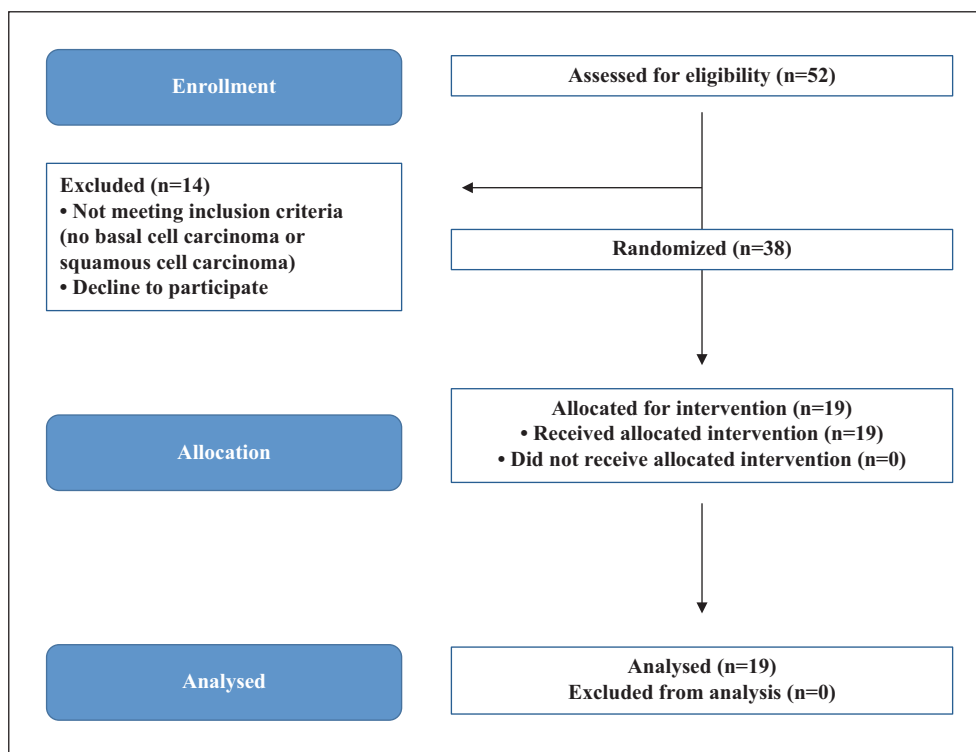 Enrollment
Assessed for eligibility (n=52)
Excluded (n=14)
• Not meeting inclusion criteria
(no basal cell carcinoma or
squamous cell carcinoma)
• Decline to participate
Randomized (n=38)
Allocation
Allocated for intervention (n=19)
• Received allocated intervention (n=19)
• Did not receive allocated intervention (n=0)
Analysed
Analysed (n=19)
Excluded from analysis (n=0)